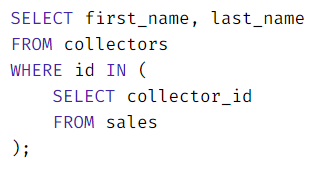 SELECT first_name, last_name
FROM collectors
WHERE id IN (
    SELECT collector_id
    FROM sales
);